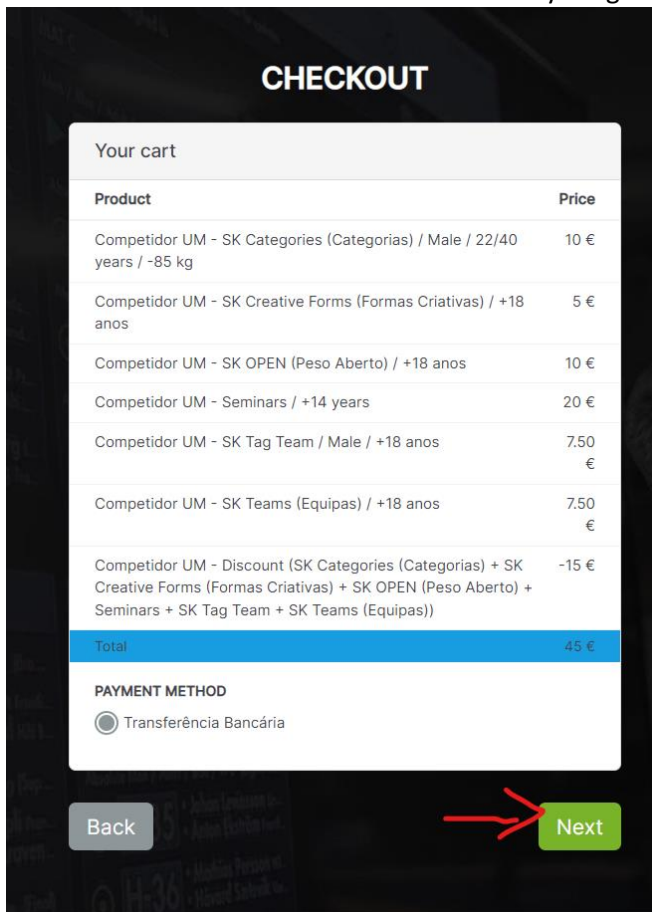 CHECKOUT
Your cart
Product Price
Competidor UM - SK Categories (Categorias) / Male / 22/40 10 €
years / -85 kg
Competidor UM - SK Creative Forms (Formas Criativas) / +18 5 €
anos
Competidor UM - SK OPEN (Peso Aberto) / +18 anos 10 €
Competidor UM - Seminars / +14 years 20 €
Competidor UM - SK Tag Team / Male / +18 anos 7.50
€
Competidor UM - SK Teams (Equipas) / +18 anos 7.50
€
Competidor UM - Discount (SK Categories (Categorias) + SK -15 €
Creative Forms (Formas Criativas) + SK OPEN (Peso Aberto) +
Seminars + SK Tag Team + SK Teams (Equipas))
Total 45 €
PAYMENT METHOD
Transferência Bancária
Back Next
H-36